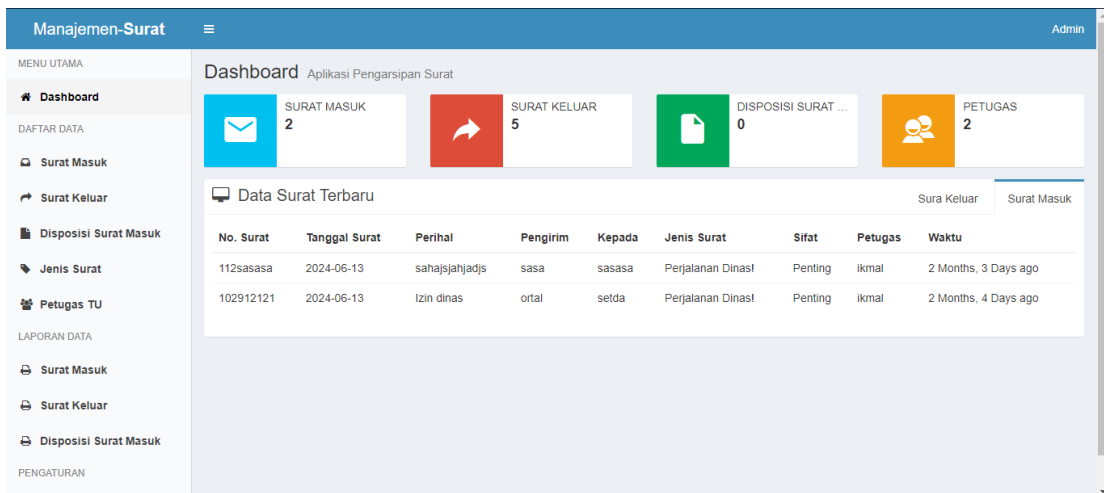 Manajemen-Surat
Admin
MENU UTAMA
Dashboard
DAFTAR DATA
Surat Masuk
Surat Keluar
Disposisi Surat Masuk
Jenis Surat
Petugas TU
LAPORAN DATA
Surat Masuk
Surat Keluar
Disposisi Surat Masuk
PENGATURAN
Dashboard Aplikasi Pengarsipan Surat
SURAT MASUK
2
SURAT KELUAR
5
DISPOSISI SURAT ...
0
PETUGAS
2
Data Surat Terbaru
Sura Keluar Surat Masuk
No. Surat Tanggal Surat Perihal Pengirim Kepada Jenis Surat Sifat Petugas Waktu
112sasasa 2024-06-13 sahajsjahjadjs sasa sasasa Perjalanan Dinas! Penting ikmal 2 Months, 3 Days ago
102912121 2024-06-13 Izin dinas ortal setda Perjalanan Dinas! Penting ikmal 2 Months, 4 Days ago